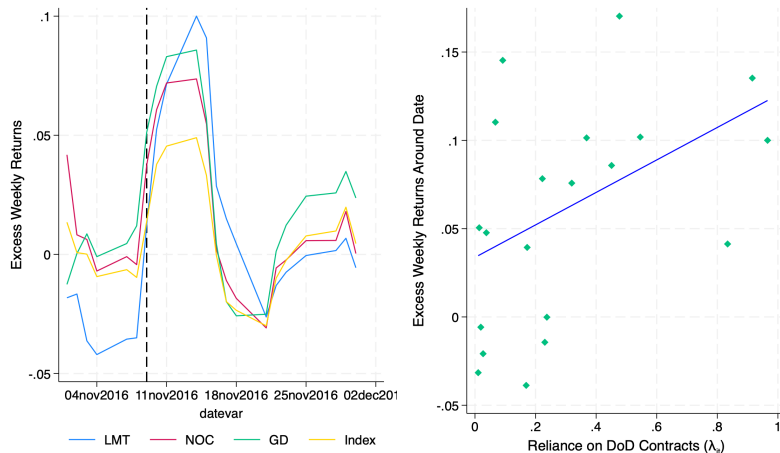 Excess Weekly Returns
.1
.05
0
-.05
04nov2016 11nov2016 18nov2016 25nov2016 02dec201
datevar
LMT NOC GD Index
Excess Weekly Returns Around Date
.15
.1
.05
0
-.05
0 .2 .4 .6 .8 1
Reliance on DoD Contracts (λₐ)